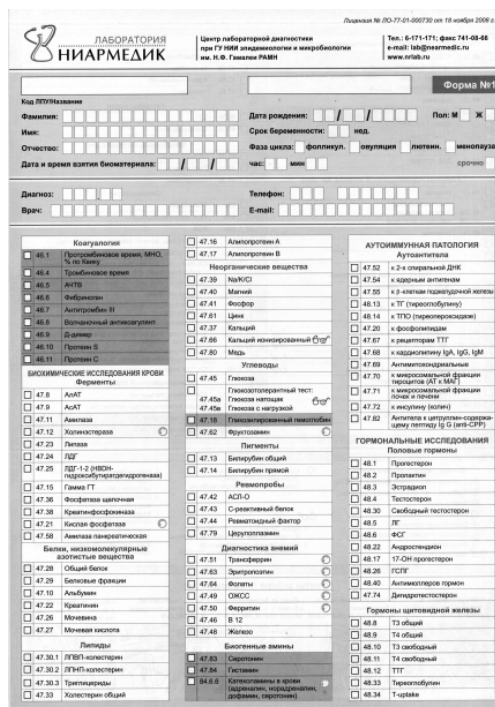 Лицензия № ЛО-77-01-000730 от 18 ноября 2008 г.
ЛАБОРАТОРИЯ
НИАРМЕДИК
Центр лабораторной диагностики
при ГУ НИИ эпидемиологии и микробиологии
им. Н.Ф. Гамалеи РАМН
Тел.: 6-171-171; факс 741-08-66
e-mail: lab@nearmedic.ru
www.nrlab.ru
Форма №1
Код ЛПУ/Название
Фамилия:
Дата рождения: / /
Пол: М Ж
Имя:
Срок беременности: нед.
Отчество:
Фаза цикла: фолликул. овуляция лютеин. менопауза
Дата и время взятия биоматериала: / /
час: мин
срочно
Диагноз:
Телефон:
Врач:
E-mail:
Коагуалогия
46.1 Протромбиновое время, МНО, % по Квику
46.4 Тромбиновое время
46.5 АЧТВ
46.6 Фибриноген
46.7 Антитромбин III
46.8 Волчаночный антикоагулянт
46.9 Д-димер
46.10 Протеин S
46.11 Протеин С
БИОХИМИЧЕСКИЕ ИССЛЕДОВАНИЯ КРОВИ
Ферменты
47.8 АлАТ
47.9 АсАТ
47.11 Амилаза
47.12 Холинэстераза
47.23 Липаза
47.24 ЛДГ
47.25 ЛДГ-1-2 (HBDH-гидроксибутиратдегидрогеназа)
47.15 Гамма ГТ
47.36 Фосфатаза щелочная
47.38 Креатинфосфокиназа
47.21 Кислая фосфатаза
47.58 Амилаза панкреатическая
Белки, низкомолекулярные
азотистые вещества
47.28 Общий белок
47.29 Белковые фракции
47.10 Альбумин
47.22 Креатинин
47.26 Мочевина
47.27 Мочевая кислота
Липиды
47.30.1 ЛПВП-холестерин
47.30.2 ЛПНП-холестерин
47.30.3 Триглицериды
47.33 Холестерин общий
47.16 Алипопротеин А
47.17 Алипопротеин В
Неорганические вещества
47.39 Na/K/Cl
47.40 Магний
47.41 Фосфор
47.61 Цинк
47.37 Кальций
47.66 Кальций ионизированный
47.80 Медь
Углеводы
47.45 Глюкоза
Глюкозотолерантный тест:
47.45а Глюкоза натощак
47.45в Глюкоза с нагрузкой
47.18 Гликозилированный гемоглобин
47.62 Фруктозамин
Пигменты
47.13 Билирубин общий
47.14 Билирубин прямой
Ревмопробы
47.42 АСЛ-О
47.43 С-реактивный белок
47.44 Ревматоидный фактор
47.79 Церулоплазмин
Диагностика анемий
47.51 Трансферрин
47.63 Эритропоэтин
47.64 Фолаты
47.49 ОЖСС
47.50 Ферритин
47.46 В 12
47.48 Железо
Биогенные амины
47.83 Серотонин
47.84 Гистамин
84.6.6 Катехоламины в крови (адреналин, норадреналин, дофамин, серотонин)
АУТОИММУННАЯ ПАТОЛОГИЯ
Аутоантитела
47.52 к 2-х спиральной ДНК
47.54 к ядерным антигенам
47.55 к β-клеткам поджелудочной железы
48.13 к ТГ (тиреоглобулину)
48.14 к ТПО (тиреопероксидазе)
47.20 к фосфолипидам
47.67 к рецепторам ТТГ
47.68 к кардиолипину IgA, IgG, IgM
47.69 Антимитохондриальные
47.70 к микросомальной фракции тироцитов (АТ к МАГ)
47.71 к микросомальной фракции почек и печени
47.72 к инсулину (колич)
47.82 Антитела к цитруллин-содержащему пептиду Ig G (anti-CPP)
ГОРМОНАЛЬНЫЕ ИССЛЕДОВАНИЯ
Половые гормоны
48.1 Прогестерон
48.2 Пролактин
48.3 Эстрадиол
48.4 Тестостерон
48.30 Свободный тестостерон
48.5 ЛГ
48.6 ФСГ
48.22 Андростендион
48.17 17-ОН прогестерон
48.26 ГСПГ
48.40 Антимюллеров гормон
47.74 Дигидротестостерон
Гормоны щитовидной железы
48.8 Т3 общий
48.9 Т4 общий
48.10 Т3 свободный
48.11 Т4 свободный
48.12 ТТГ
48.33 Тиреоглобулин
48.34 T-uptake